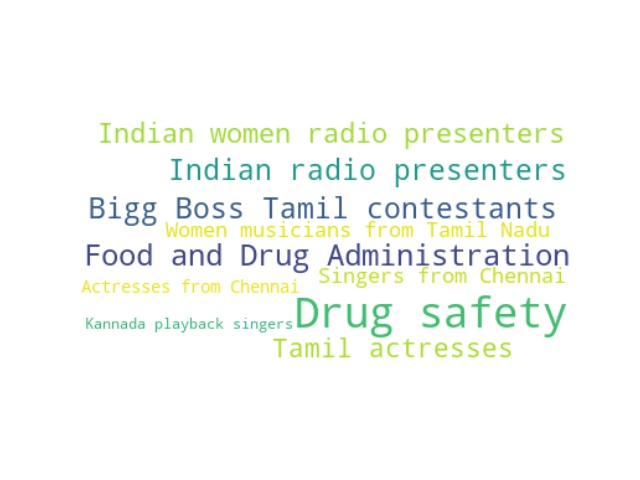 Indian women radio presenters
Indian radio presenters
Bigg Boss Tamil contestants
Women musicians from Tamil Nadu
Food and Drug Administration
Singers from Chennai
Actresses from Chennai
Drug safety
Kannada playback singers
Tamil actresses